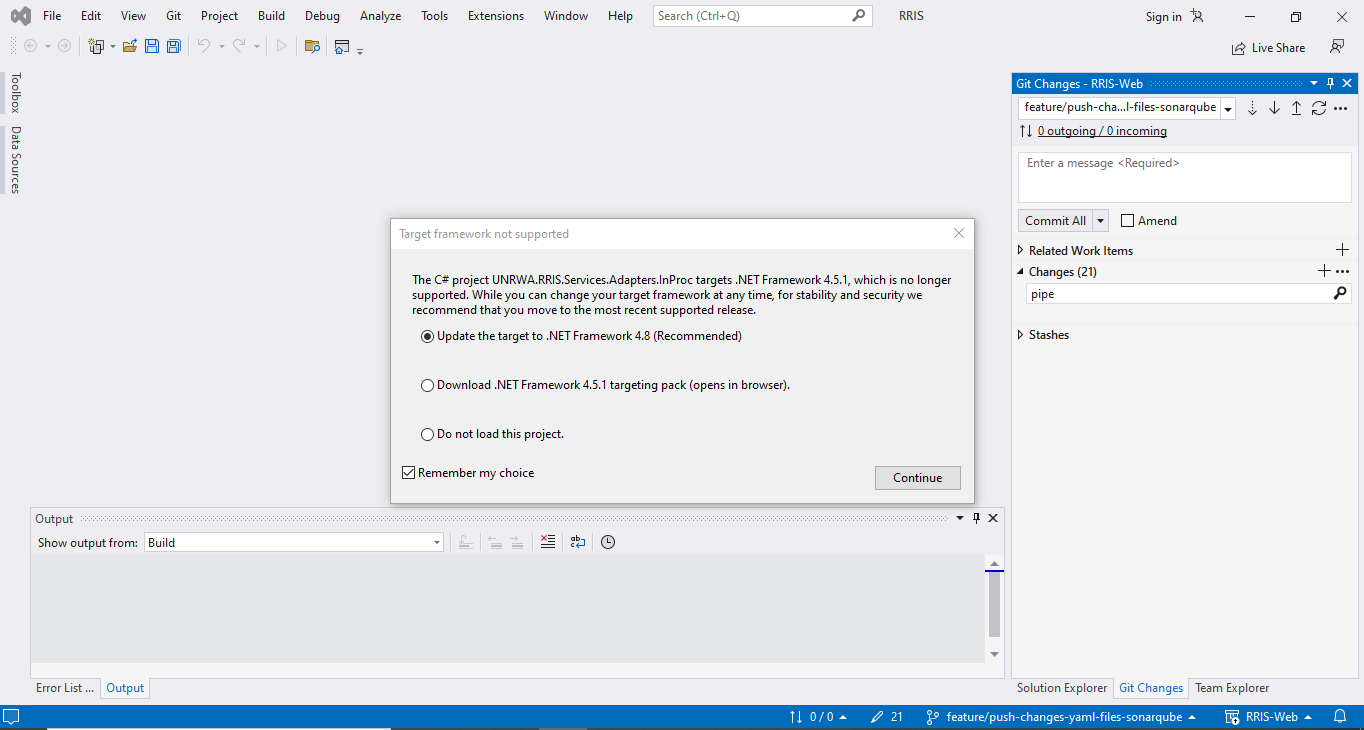 File Edit View Git Project Build Debug Analyze Tools Extensions Window Help Search (Ctrl+Q) RRIS Sign in
Live Share
Toolbox
Data Sources
Git Changes - RRIS-Web
feature/push-cha...l-files-sonarqube
0 outgoing / 0 incoming
Enter a message <Required>
Commit All Amend
Related Work Items
Changes (21)
pipe
Stashes
Target framework not supported
The C# project UNRWA.RRIS.Services.Adapters.InProc targets .NET Framework 4.5.1, which is no longer
supported. While you can change your target framework at any time, for stability and security we
recommend that you move to the most recent supported release.
Update the target to .NET Framework 4.8 (Recommended)
Download .NET Framework 4.5.1 targeting pack (opens in browser).
Do not load this project.
Remember my choice
Continue
Output
Show output from: Build
Error List ... Output
Solution Explorer Git Changes Team Explorer
0 / 0 21 feature/push-changes-yaml-files-sonarqube RRIS-Web